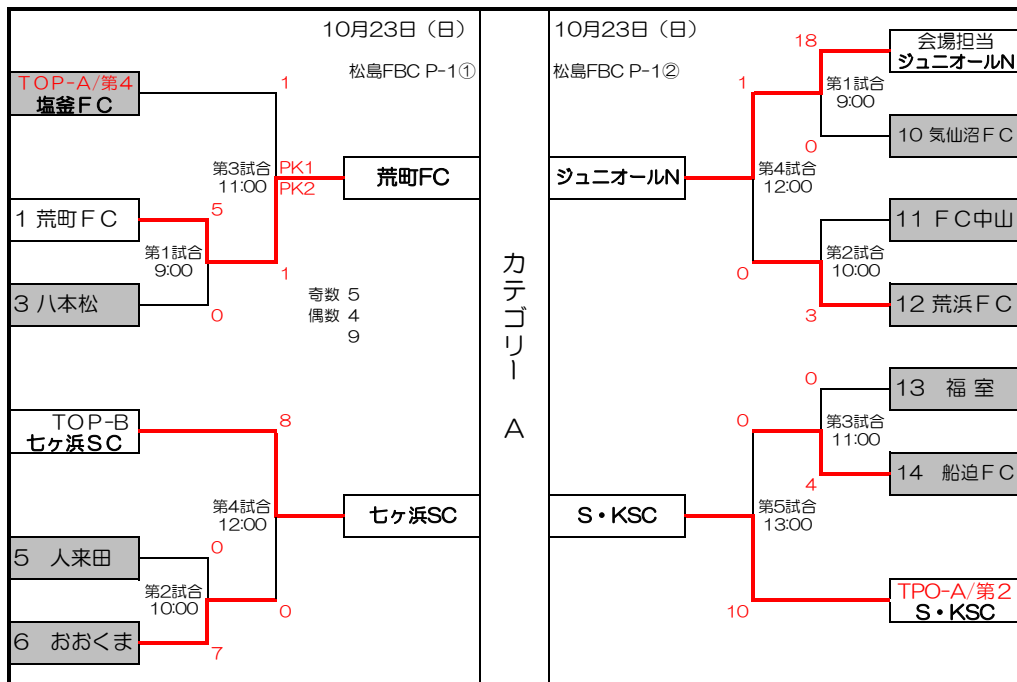 10月23日（日）
松島FBC P-1①
TOP-A/第4
塩釜ＦＣ
1
第3試合
11:00
PK1
PK2
荒町FC
1 荒町ＦＣ
5
第1試合
9:00
1
3 八本松
0
奇数 5
偶数 4
9
TOP-B
七ヶ浜ＳＣ
8
第4試合
12:00
七ヶ浜SC
5 人来田
0
第2試合
10:00
0
6 おおくま
7
カテゴリー A
10月23日（日）
松島FBC P-1②
18
会場担当
ジュニオールN
第1試合
9:00
1
0
10 気仙沼ＦＣ
ジュニオールN
第4試合
12:00
11 ＦＣ中山
第2試合
10:00
0
3
12 荒浜ＦＣ
0
13 福室
0
第3試合
11:00
4
14 船迫ＦＣ
S・KSC
第5試合
13:00
10
TPO-A/第2
S・KSC